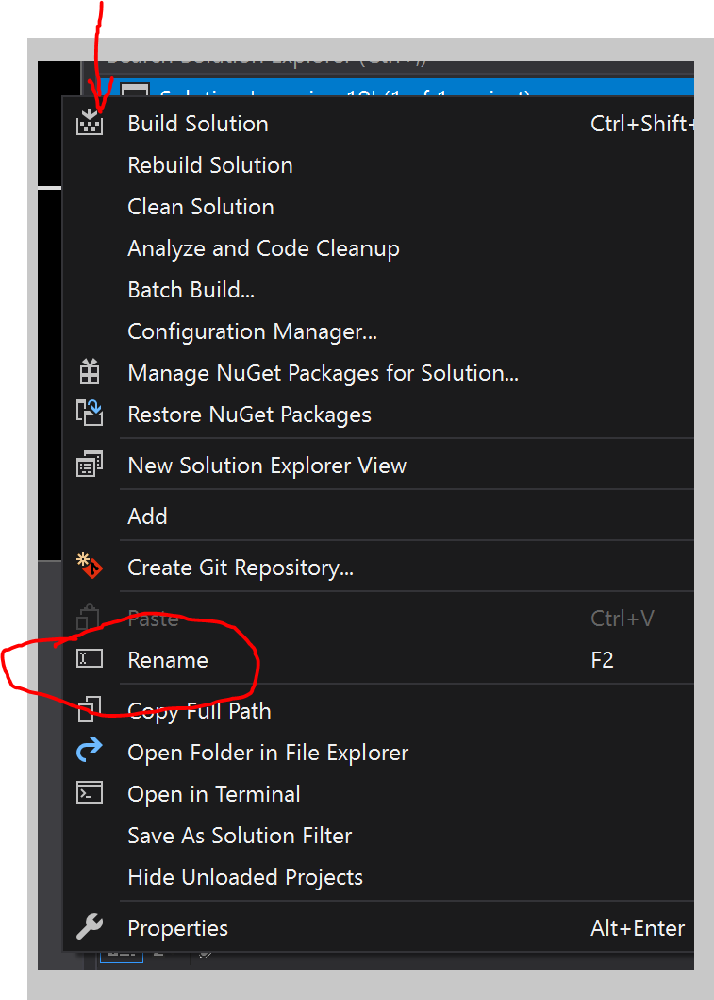 Search Solution Explorer (Ctrl+;)
Build Solution Ctrl+Shift+
Rebuild Solution
Clean Solution
Analyze and Code Cleanup
Batch Build...
Configuration Manager...
Manage NuGet Packages for Solution...
Restore NuGet Packages
New Solution Explorer View
Add
Create Git Repository...
Paste Ctrl+V
Rename F2
Copy Full Path
Open Folder in File Explorer
Open in Terminal
Save As Solution Filter
Hide Unloaded Projects
Properties Alt+Enter